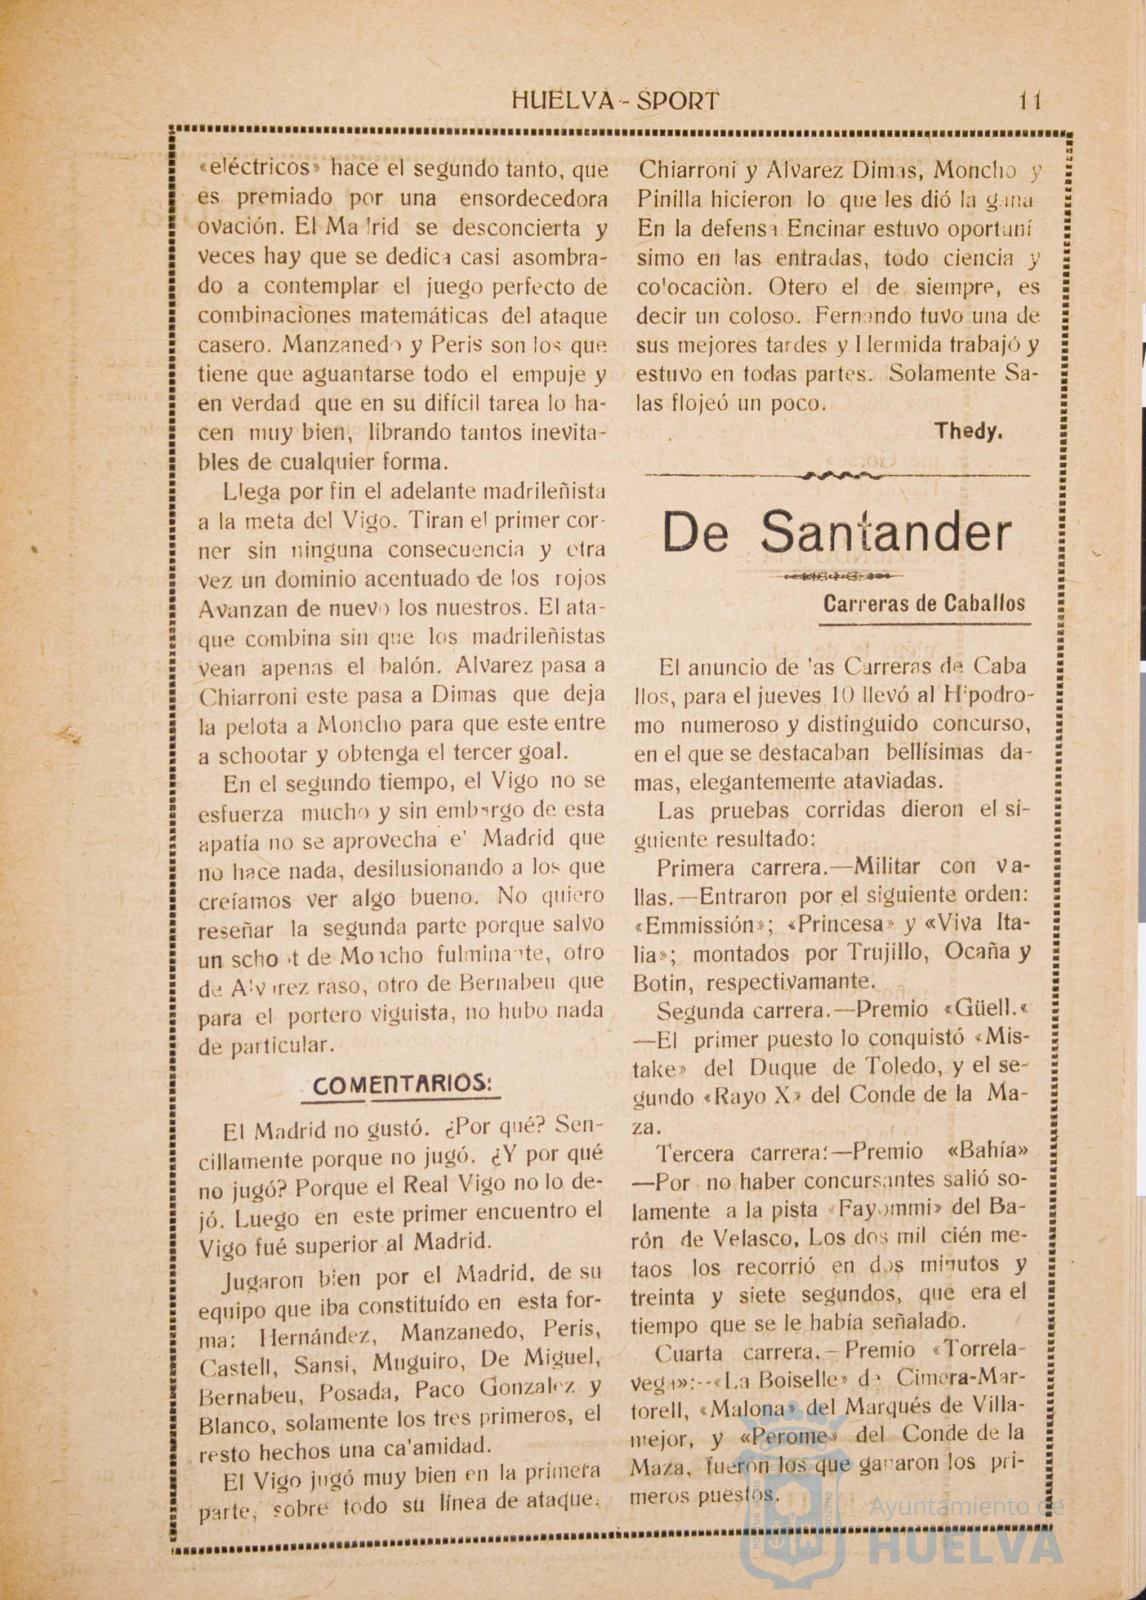 HUELVA - SPORT 11
«eléctricos» hace el segundo tanto, que
es premiado por una ensordecedora
ovación. El Ma rid se desconcierta y
veces hay que se dedica casi asombra-
do a contemplar el juego perfecto de
combinaciones matemáticas del ataque
casero. Manzanedo y Peris son los que
tiene que aguantarse todo el empuje y
en verdad que en su difícil tarea lo ha-
cen muy bien, librando tantos inevita-
bles de cualquier forma.
Llega por fin el adelante madrileñista
a la meta del Vigo. Tiran el primer cor-
ner sin ninguna consecuencia y otra
vez un dominio acentuado de los rojos
Avanzan de nuevo los nuestros. El ata-
que combina sin que los madrileñistas
vean apenas el balón. Alvarez pasa a
Chiarroni este pasa a Dimas que deja
la pelota a Moncho para que este entre
a schootar y obtenga el tercer goal.
En el segundo tiempo, el Vigo no se
esfuerza mucho y sin embargo de esta
apatía no se aprovecha e' Madrid que
no hace nada, desilusionando a los que
creíamos ver algo bueno. No quiero
reseñar la segunda parte porque salvo
un schoot de Moncho fulminante, otro
de Alvarez raso, otro de Bernabeu que
para el portero viguista, no hubo nada
de particular.
COMENTARIOS:
El Madrid no gustó. ¿Por qué? Sen-
cillamente porque no jugó. ¿Y por qué
no jugó? Porque el Real Vigo no lo de-
jó. Luego en este primer encuentro el
Vigo fué superior al Madrid.
Jugaron bien por el Madrid, de su
equipo que iba constituído en esta for-
ma: Hernández, Manzanedo, Peris,
Castell, Sansi, Muguiro, De Miguel,
Bernabeu, Posada, Paco Gonzalez y
Blanco, solamente los tres primeros, el
resto hechos una ca'amidad.
El Vigo jugó muy bien en la primera
parte, sobre todo su línea de ataque.
Chiarroni y Alvarez Dimas, Moncho y
Pinilla hicieron lo que les dió la gana
En la defensa Encinar estuvo oportuní
simo en las entradas, todo ciencia y
co'ocaciòn. Otero el de siempre, es
decir un coloso. Fernando tuvo una de
sus mejores tardes y Hermida trabajó y
estuvo en todas partes. Solamente Sa-
las flojeó un poco.
Thedy.
De Santander
Carreras de Caballos
El anuncio de 'as Carreras de Caba
llos, para el jueves 10 llevó al Hipodro-
mo numeroso y distinguido concurso,
en el que se destacaban bellísimas da-
mas, elegantemente ataviadas.
Las pruebas corridas dieron el si-
guiente resultado:
Primera carrera.—Militar con va-
llas.—Entraron por el siguiente orden:
«Emmissión»; «Princesa» y «Viva Ita-
lia»; montados por Trujillo, Ocaña y
Botin, respectivamante.
Segunda carrera.—Premio «Güell.«
—El primer puesto lo conquistó «Mis-
take» del Duque de Toledo, y el se-
gundo «Rayo X» del Conde de la Ma-
za.
Tercera carrera:—Premio «Bahía»
—Por no haber concursantes salió so-
lamente a la pista «Fayommi» del Ba-
rón de Velasco, Los dos mil cién me-
taos los recorrió en dos minutos y
treinta y siete segundos, que era el
tiempo que se le había señalado.
Cuarta carrera.—Premio «Torrela-
vega»:--«La Boiselle» de Cimera-Mar-
torell, «Malona» del Marqués de Villa-
mejor, y «Perome» del Conde de la
Maza, fueron los que ganaron los pri-
meros puestos.
Ayuntamiento de
HUELVA